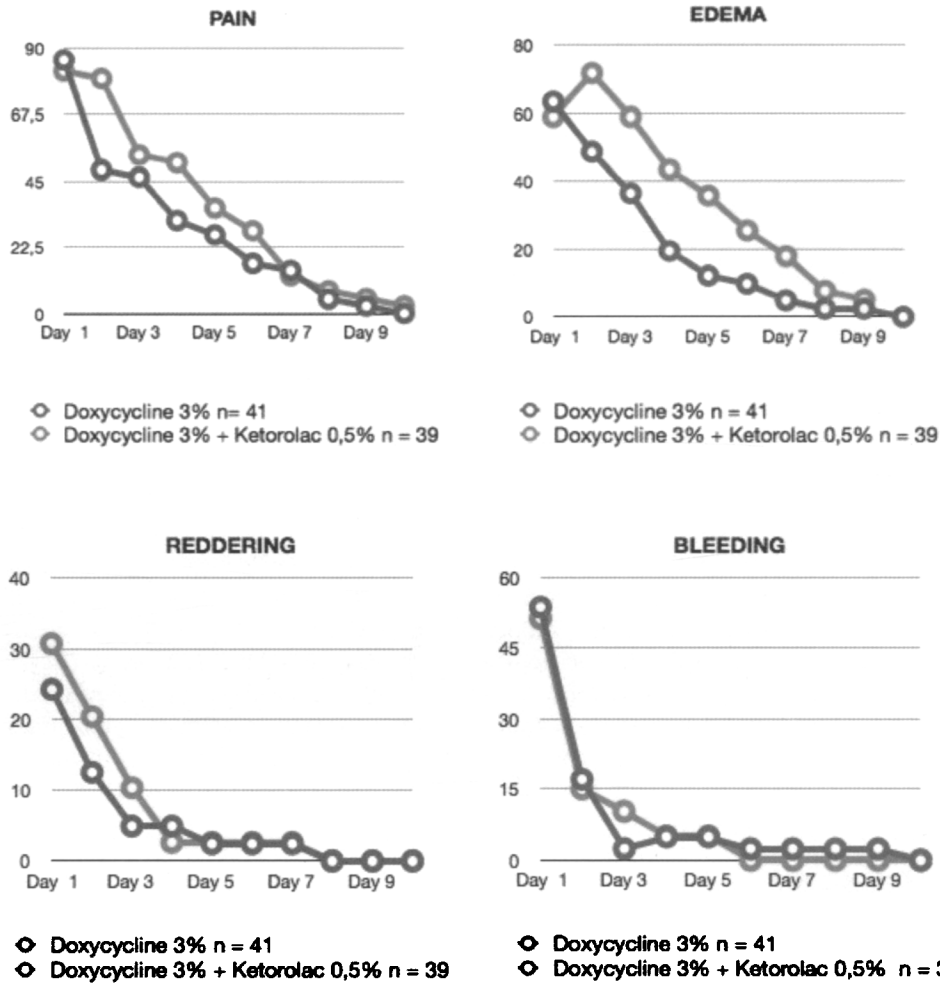 PAIN
90
67,5
45
22,5
0
Day 1 Day 3 Day 5 Day 7 Day 9
Doxycycline 3% n= 41
Doxycycline 3% + Ketorolac 0,5% n = 39
EDEMA
80
60
40
20
0
Day 1 Day 3 Day 5 Day 7 Day 9
Doxycycline 3% n = 41
Doxycycline 3% + Ketorolac 0,5% n = 39
REDDERING
40
30
20
10
0
Day 1 Day 3 Day 5 Day 7 Day 9
Doxycycline 3% n = 41
Doxycycline 3% + Ketorolac 0,5% n = 39
BLEEDING
60
45
30
15
0
Day 1 Day 3 Day 5 Day 7 Day 9
Doxycycline 3% n = 41
Doxycycline 3% + Ketorolac 0,5% n =